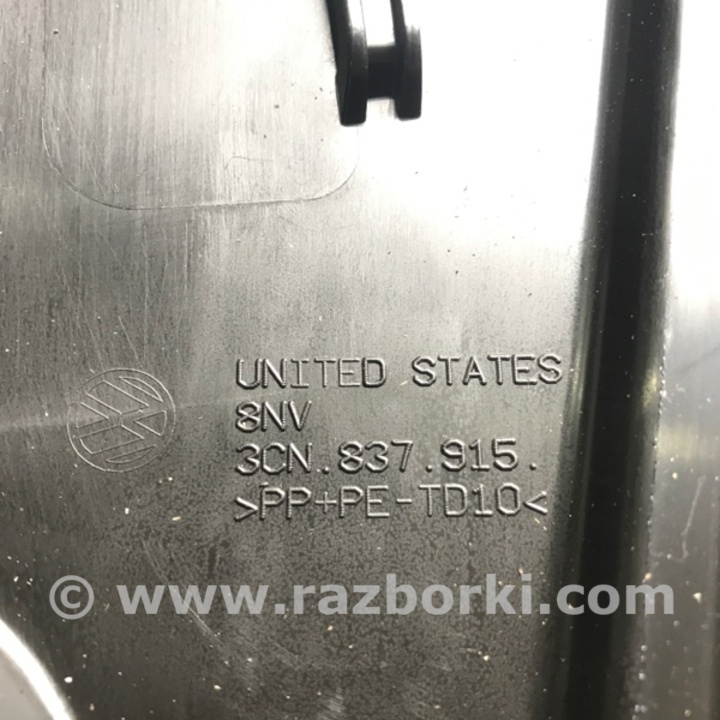 UNITED STATES
8NV
3CN.837.915.
>PP+PE-TD10<
© www.razborki.com